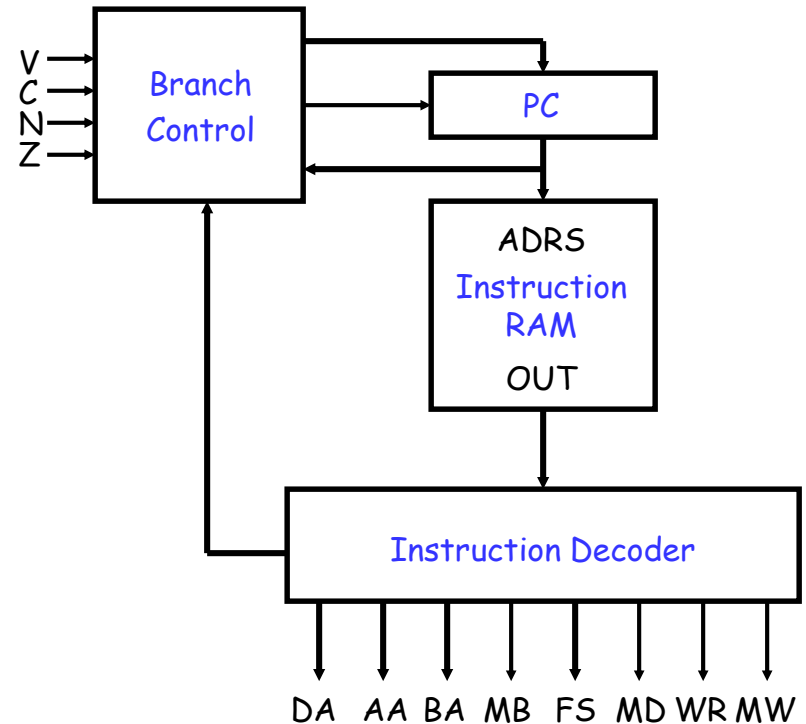 V
C
N
Z
Branch
Control
PC
ADRS
Instruction
RAM
OUT
Instruction Decoder
DA AA BA MB FS MD WR MW